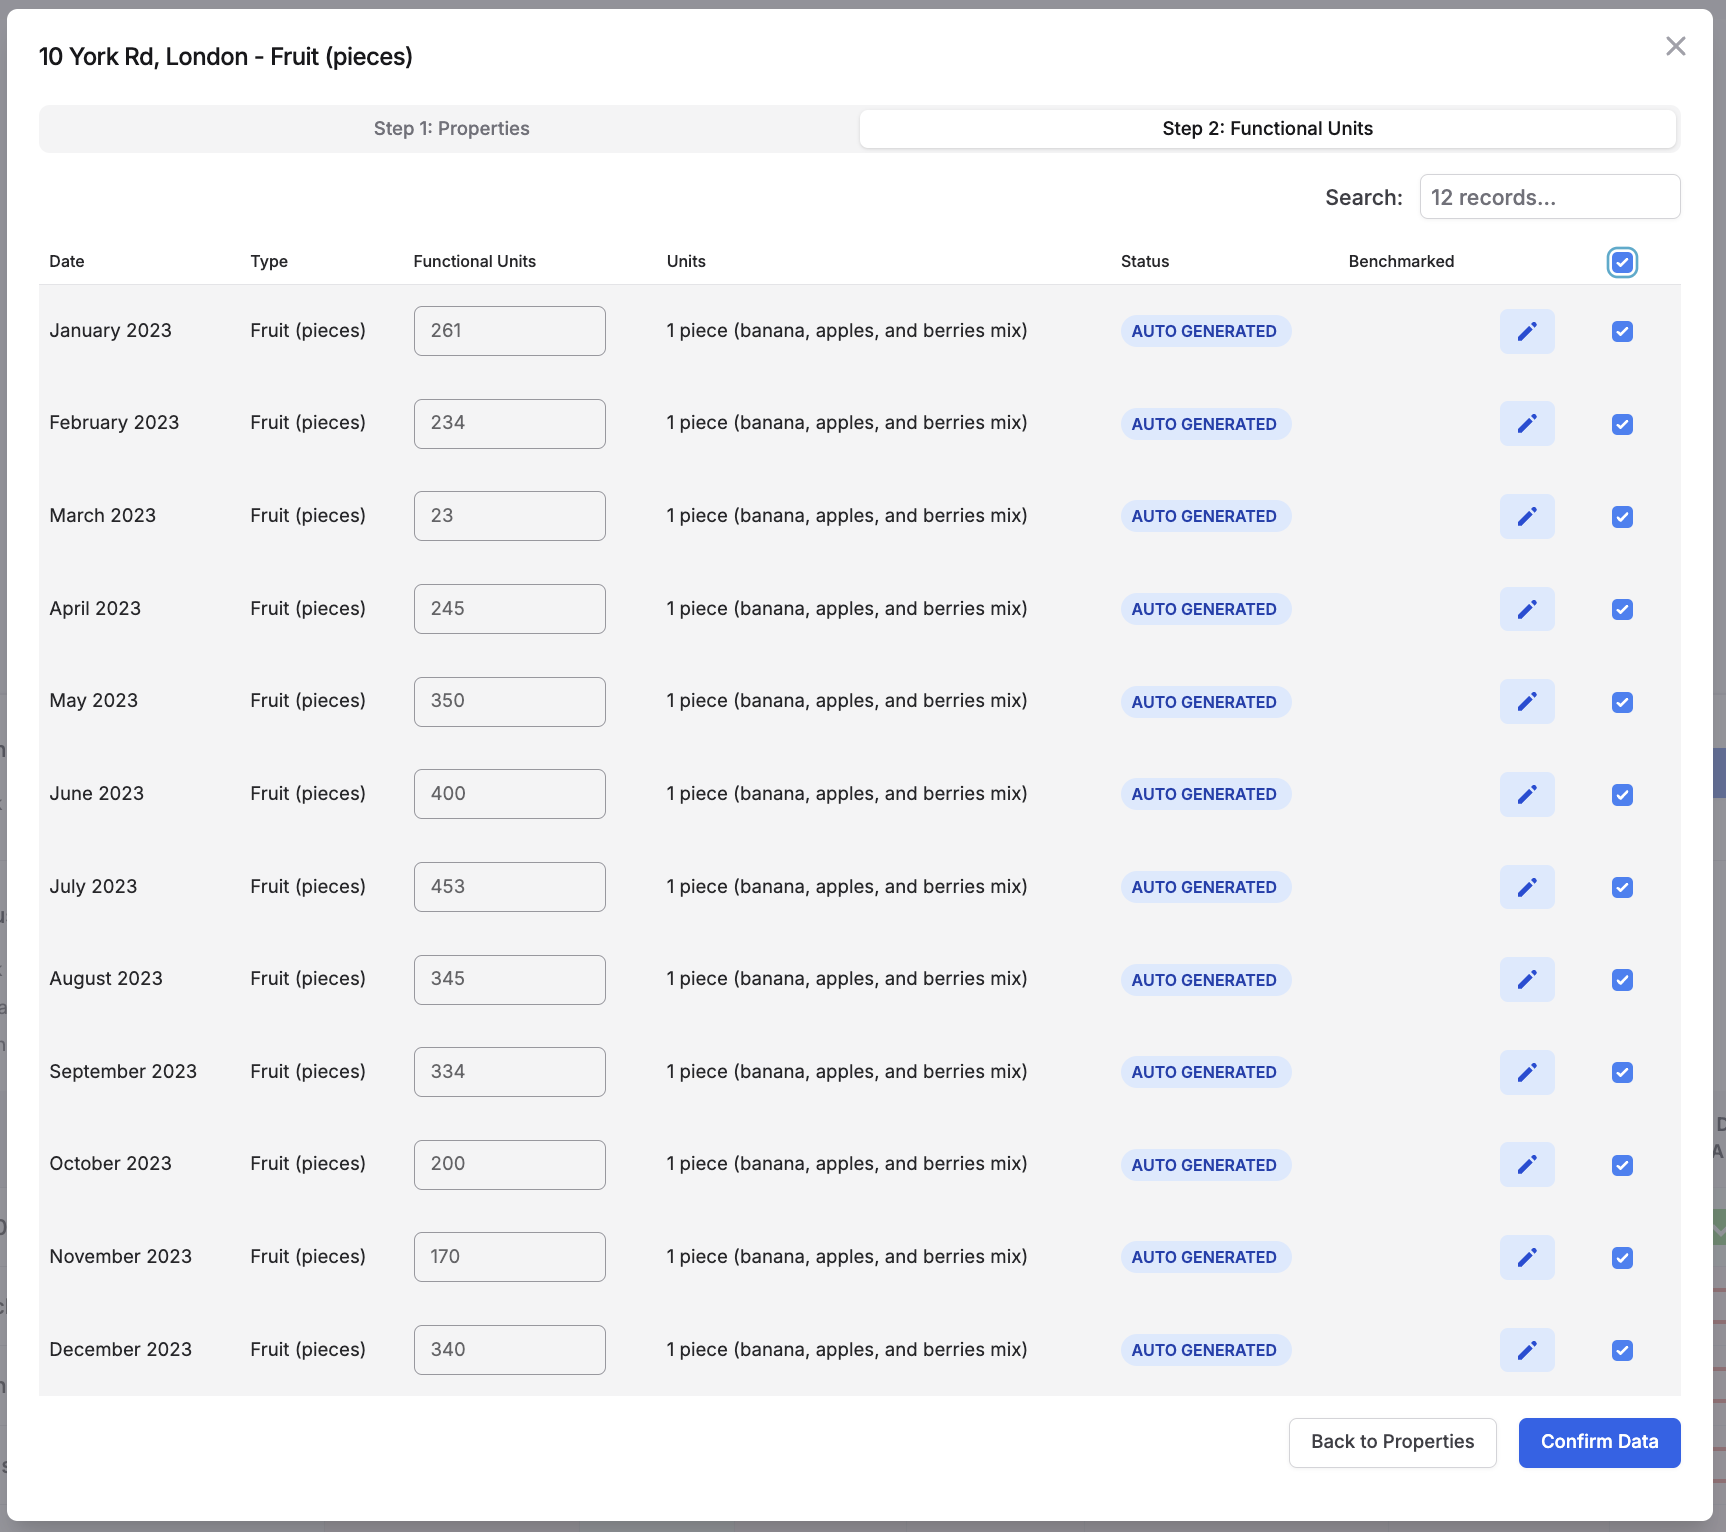 10 York Rd, London - Fruit (pieces)
Step 1: Properties Step 2: Functional Units
Search: 12 records...
Date Type Functional Units Units Status Benchmarked
January 2023 Fruit (pieces) 261 1 piece (banana, apples, and berries mix) AUTO GENERATED
February 2023 Fruit (pieces) 234 1 piece (banana, apples, and berries mix) AUTO GENERATED
March 2023 Fruit (pieces) 23 1 piece (banana, apples, and berries mix) AUTO GENERATED
April 2023 Fruit (pieces) 245 1 piece (banana, apples, and berries mix) AUTO GENERATED
May 2023 Fruit (pieces) 350 1 piece (banana, apples, and berries mix) AUTO GENERATED
June 2023 Fruit (pieces) 400 1 piece (banana, apples, and berries mix) AUTO GENERATED
July 2023 Fruit (pieces) 453 1 piece (banana, apples, and berries mix) AUTO GENERATED
August 2023 Fruit (pieces) 345 1 piece (banana, apples, and berries mix) AUTO GENERATED
September 2023 Fruit (pieces) 334 1 piece (banana, apples, and berries mix) AUTO GENERATED
October 2023 Fruit (pieces) 200 1 piece (banana, apples, and berries mix) AUTO GENERATED
November 2023 Fruit (pieces) 170 1 piece (banana, apples, and berries mix) AUTO GENERATED
December 2023 Fruit (pieces) 340 1 piece (banana, apples, and berries mix) AUTO GENERATED
Back to Properties Confirm Data